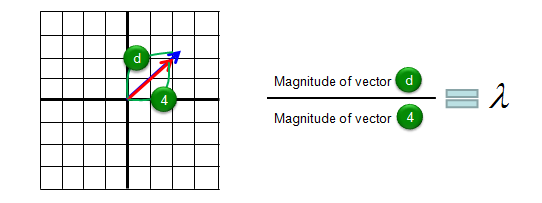 d
4
Magnitude of vector d
Magnitude of vector 4
= λ